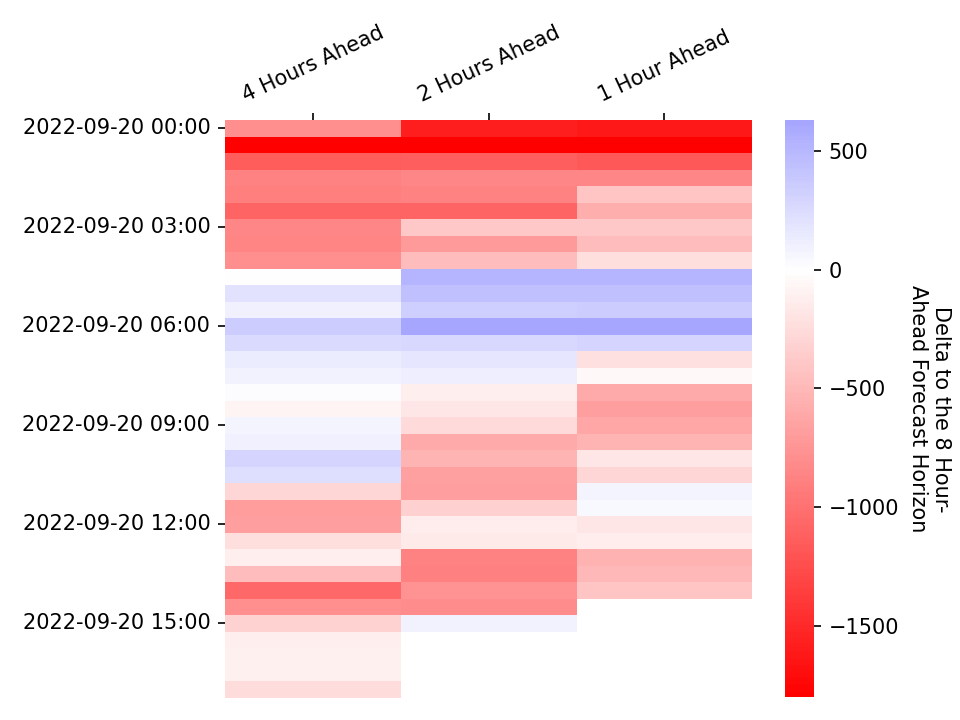 4 Hours Ahead
2 Hours Ahead
1 Hour Ahead
2022-09-20 00:00
2022-09-20 03:00
2022-09-20 06:00
2022-09-20 09:00
2022-09-20 12:00
2022-09-20 15:00
500
0
−500
−1000
−1500
Delta to the 8 Hour-
Ahead Forecast Horizon